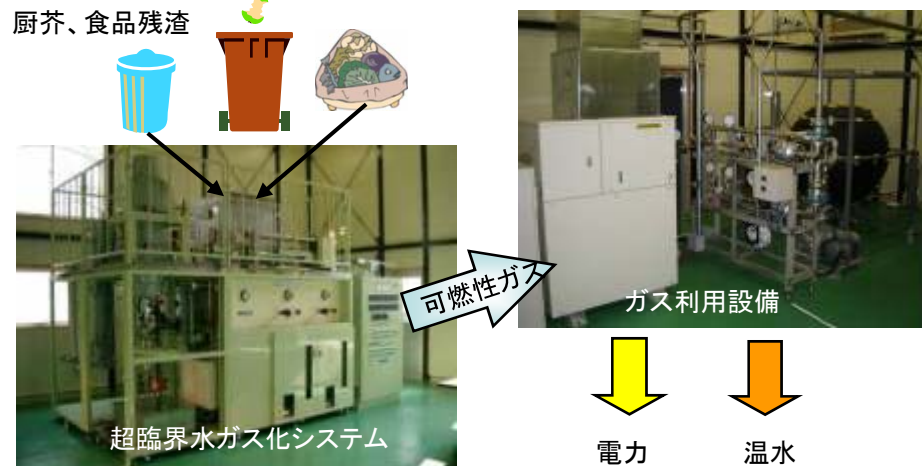 厨芥、食品残渣
可燃性ガス
ガス利用設備
超臨界水ガス化システム
電力
温水